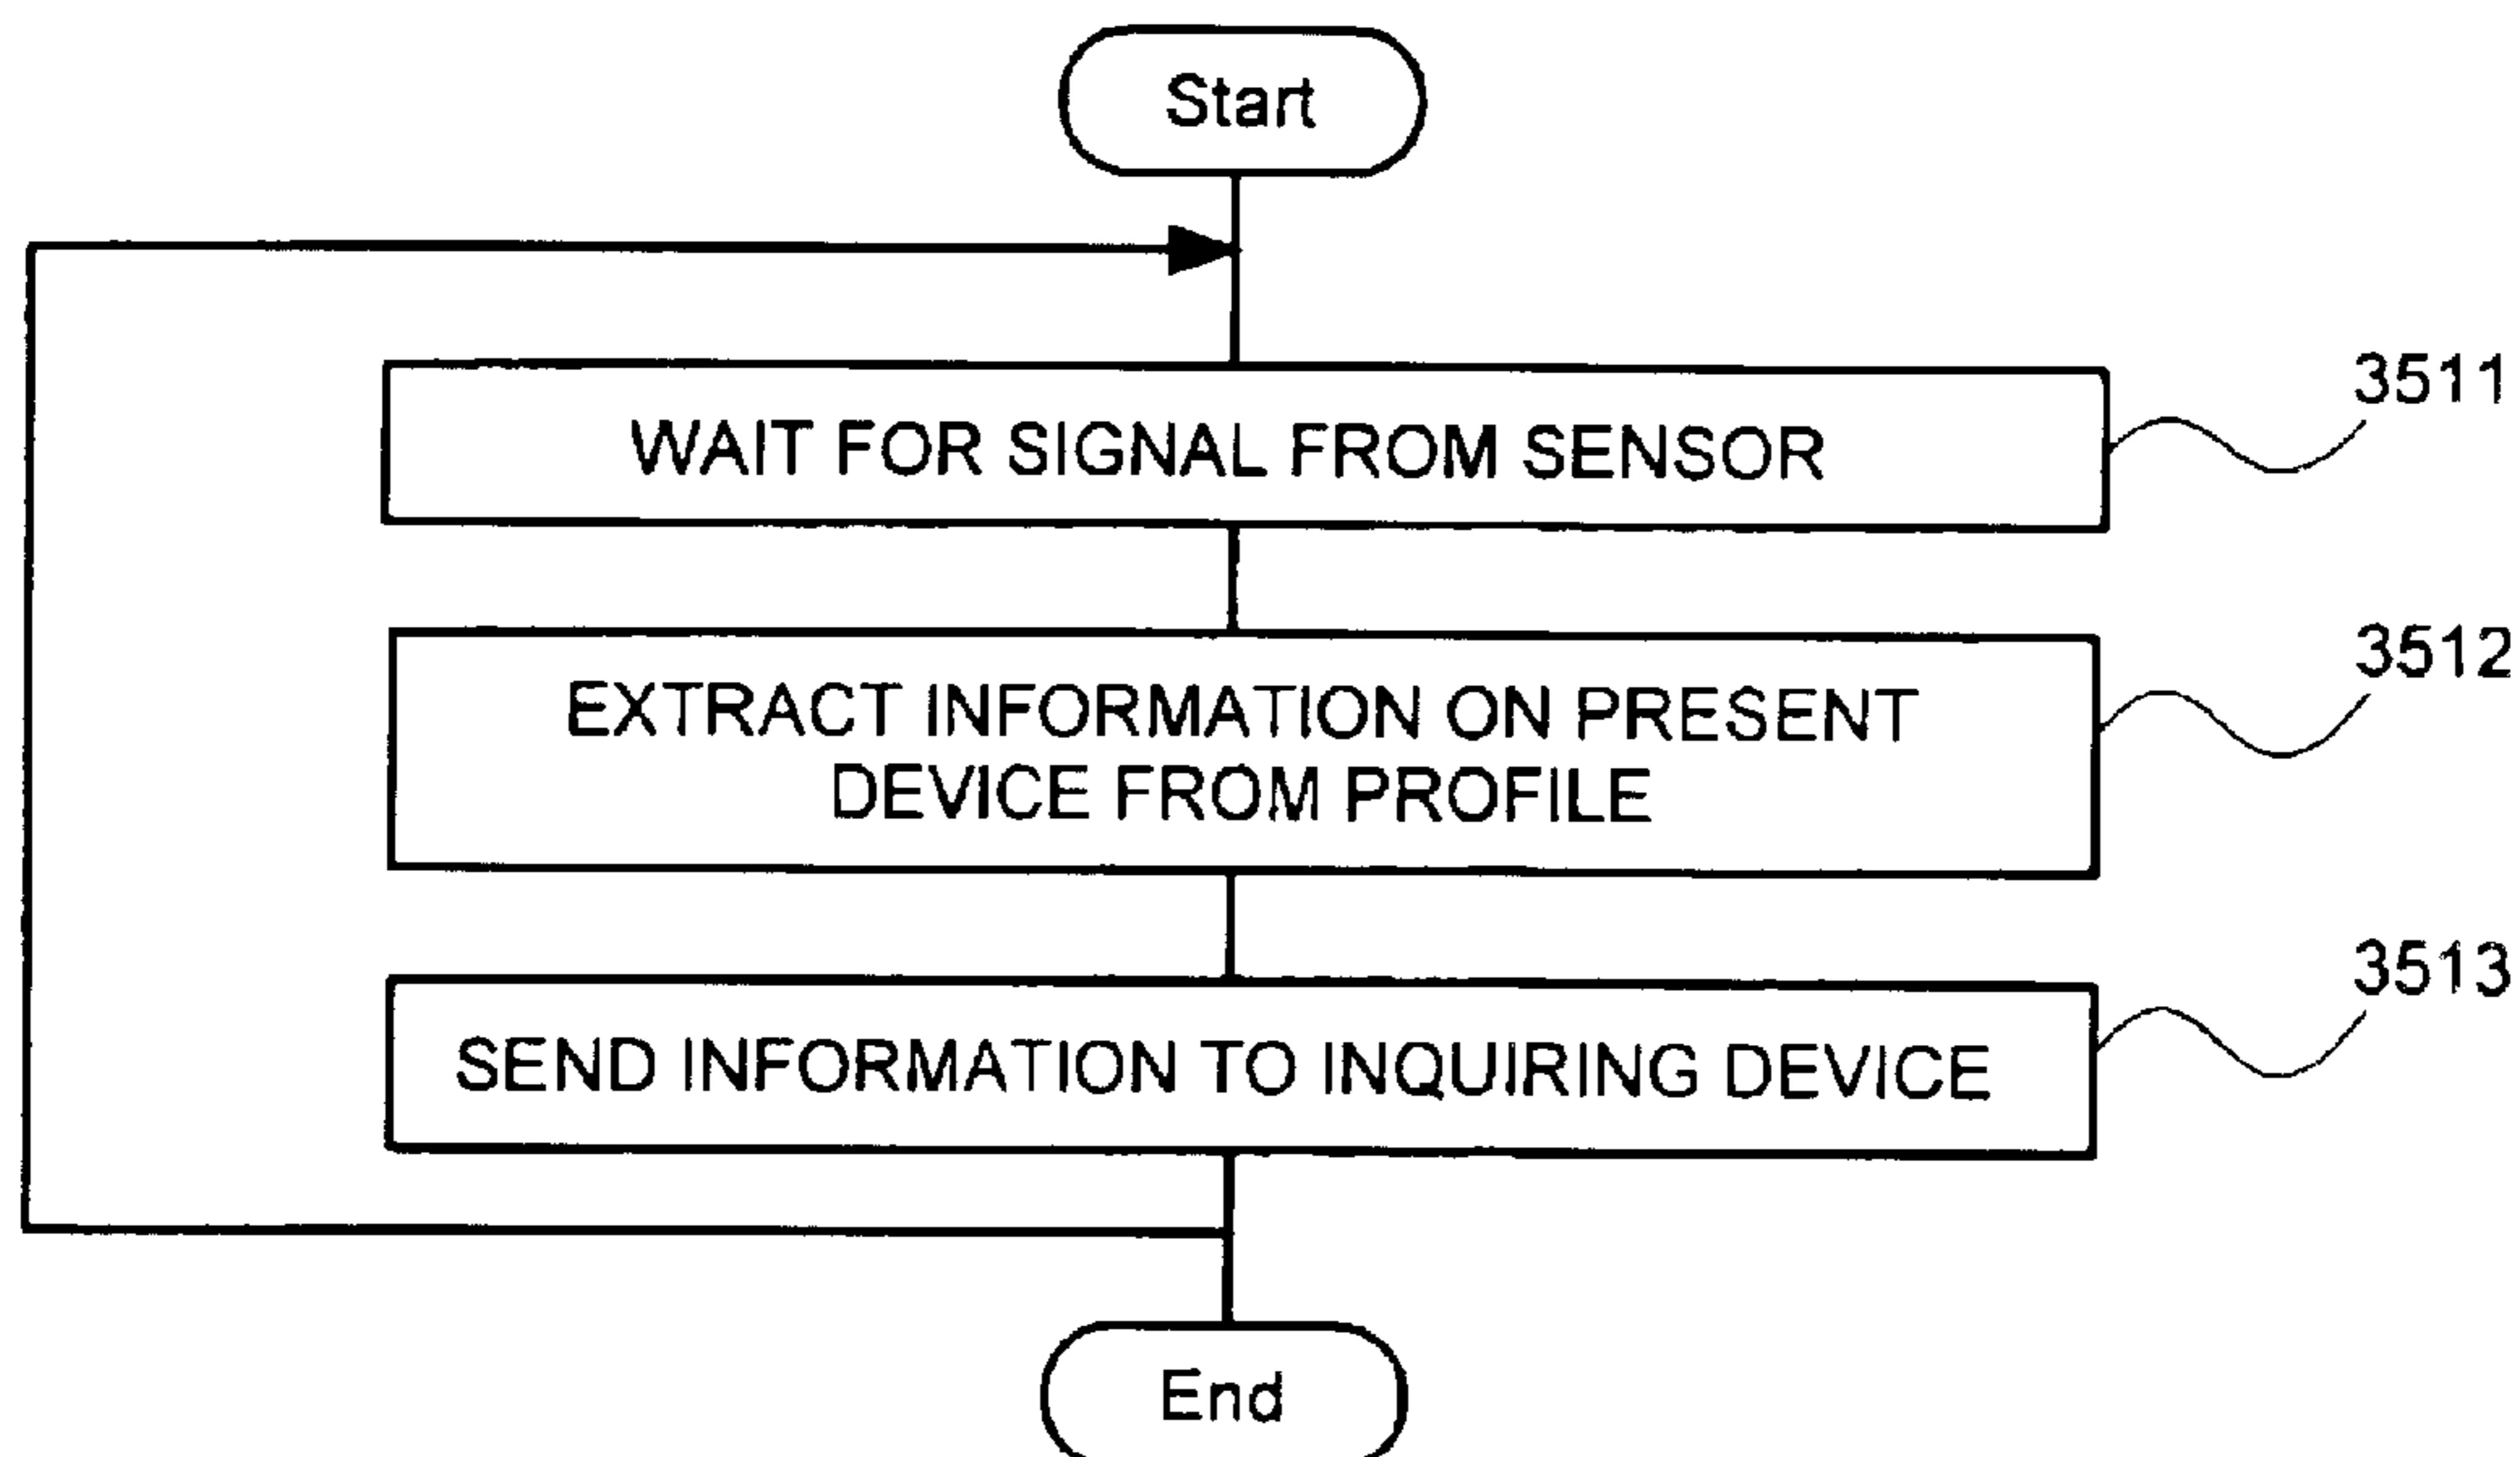 Start
WAIT FOR SIGNAL FROM SENSOR
3511
EXTRACT INFORMATION ON PRESENT
DEVICE FROM PROFILE
3512
SEND INFORMATION TO INQUIRING DEVICE
3513
End